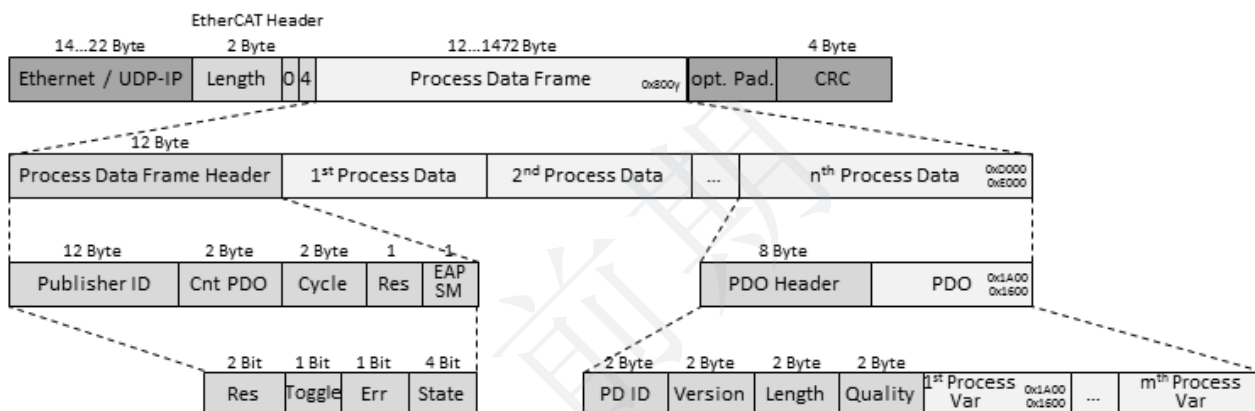 EtherCAT Header
14...22 Byte 2 Byte 12...1472 Byte 4 Byte
Ethernet / UDP-IP Length 0 4 Process Data Frame 0x800y opt. Pad. CRC
12 Byte
Process Data Frame Header 1st Process Data 2nd Process Data ... nth Process Data 0xD000
0xE000
12 Byte 2 Byte 2 Byte 1 1 8 Byte
Publisher ID Cnt PDO Cycle Res EAP
SM
PDO Header PDO 0x1A00
0x1600
2 Bit 1 Bit 1 Bit 4 Bit 2 Byte 2 Byte 2 Byte 2 Byte
Res Toggle Err State PD ID Version Length Quality 1st Process
Var 0x1A00
0x1600
... mth Process
Var
前期